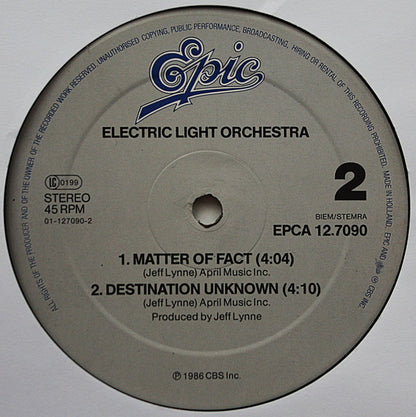 ALL RIGHTS OF THE PRODUCER AND OF THE OWNER OF THE RECORDED WORK RESERVED. UNAUTHORISED COPYING, PUBLIC PERFORMANCE, BROADCASTING, HIRING OR RENTAL OF THIS RECORDING PROHIBITED. MADE IN HOLLAND. EPIC AND ARE ℗ CBS INC.
Epic
ELECTRIC LIGHT ORCHESTRA
LC 0199
STEREO
45 RPM
01-127090-2
2
BIEM/STEMRA
EPCA 12.7090
1. MATTER OF FACT (4:04)
(Jeff Lynne) April Music Inc.
2. DESTINATION UNKNOWN (4:10)
(Jeff Lynne) April Music Inc.
Produced by Jeff Lynne
℗ 1986 CBS Inc.